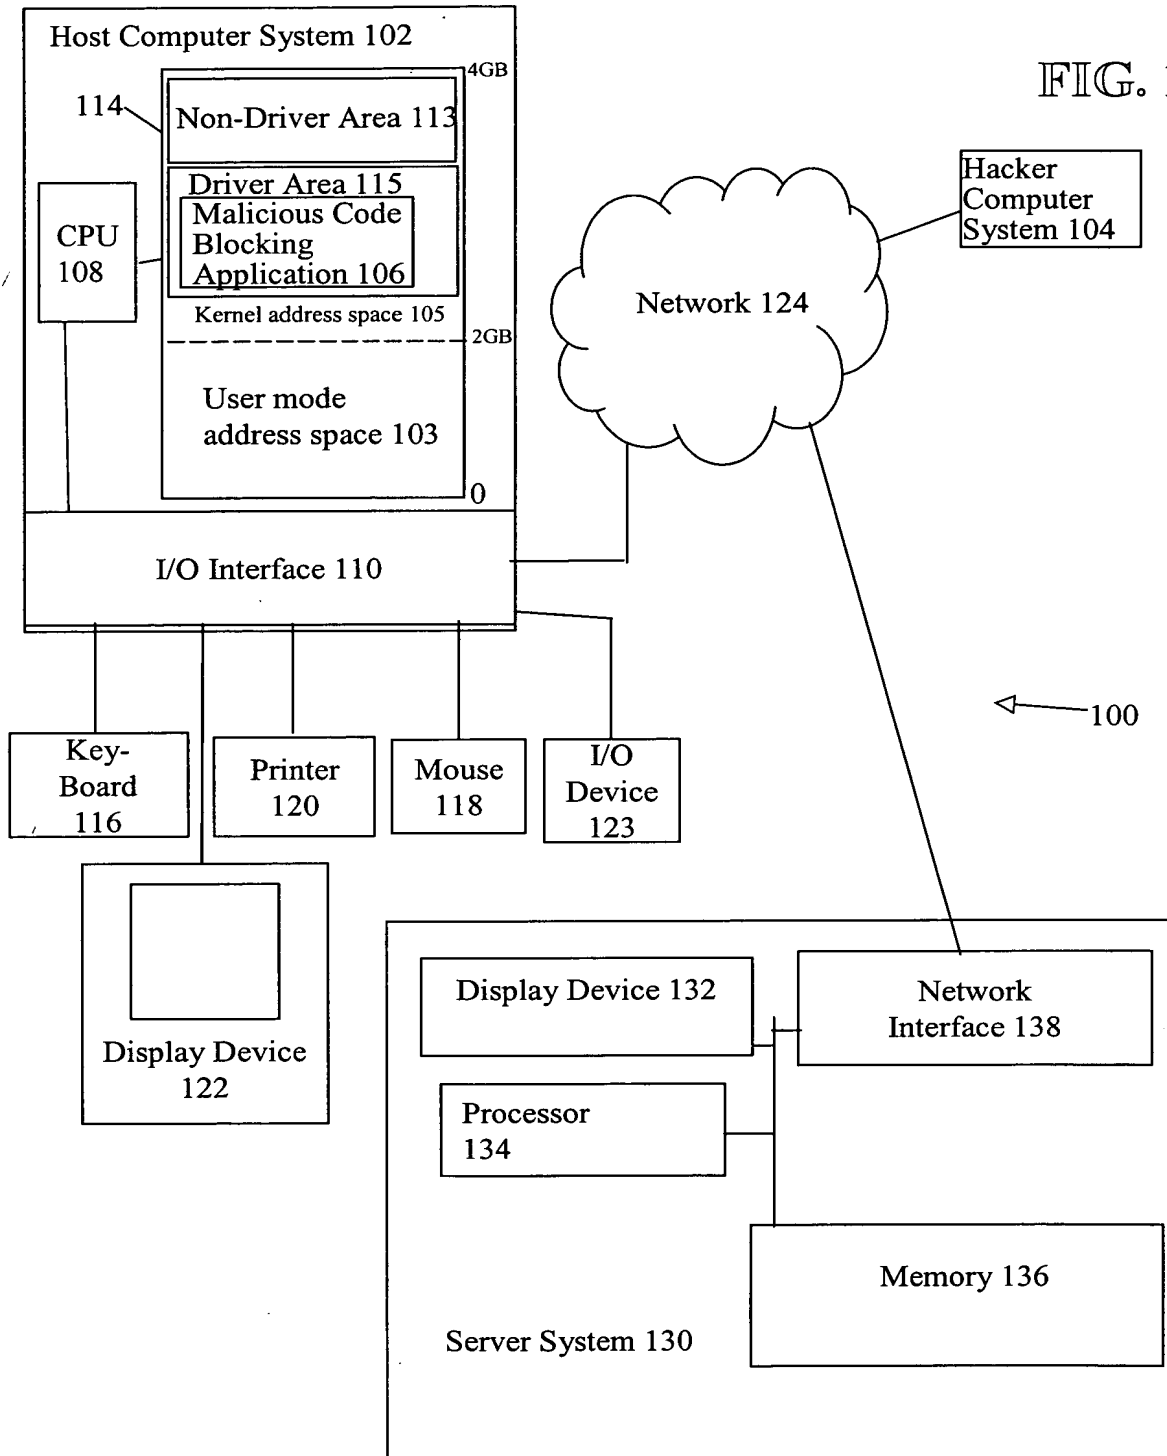 Host Computer System 102
4GB
FIG.
114
Non-Driver Area 113
Driver Area 115
Malicious Code
Blocking
Application 106
CPU
108
Kernel address space 105
2GB
User mode
address space 103
0
I/O Interface 110
Hacker
Computer
System 104
Network 124
100
Key-
Board
116
Printer
120
Mouse
118
I/O
Device
123
Display Device
122
Display Device 132
Network
Interface 138
Processor
134
Memory 136
Server System 130